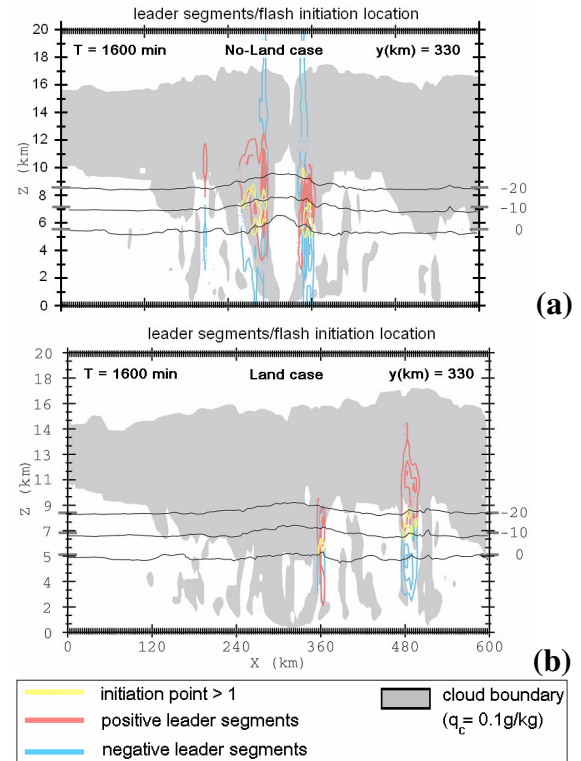 leader segments/flash initiation location
T = 1600 min No-Land case y(km) = 330
20
18
16
14
12
10
8
6
4
2
0
Z (km)
-20
-10
0
(a)
leader segments/flash initiation location
T = 1600 min Land case y(km) = 330
20
18
16
14
13
11
9
7
5
4
2
0
Z (km)
-20
-10
0
0 120 240 360 480 600
X (km)
(b)
initiation point > 1
positive leader segments
negative leader segments
cloud boundary
(qc= 0.1g/kg)